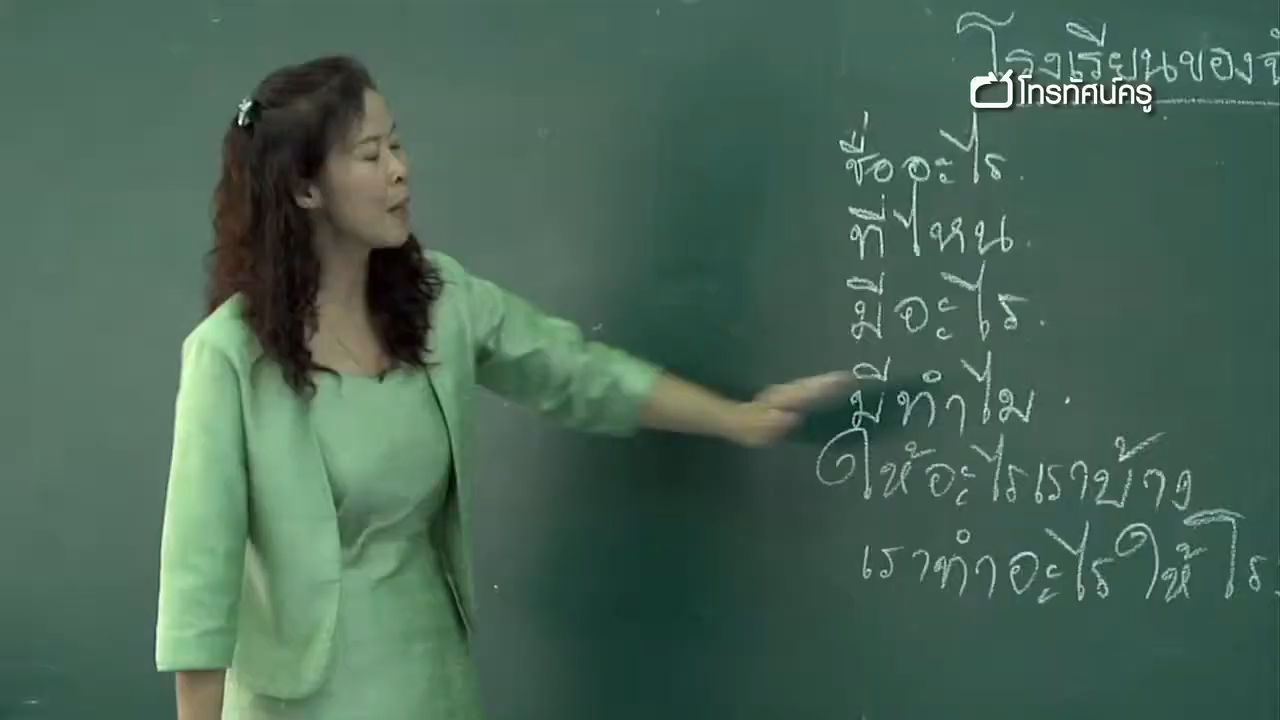 โรงเรียนของ
โทรทัศน์ครู
ชื่ออะไร.
ที่ไหน.
มีอะไร.
มีทำไม.
ให้อะไรเราบ้าง
เราทำอะไรให้โร